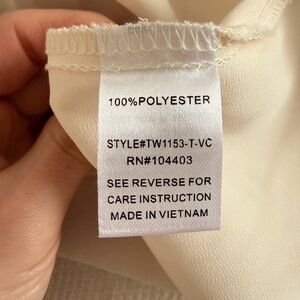 100%POLYESTER
STYLE#TW1153-T-VC
RN#104403
SEE REVERSE FOR
CARE INSTRUCTION
MADE IN VIETNAM